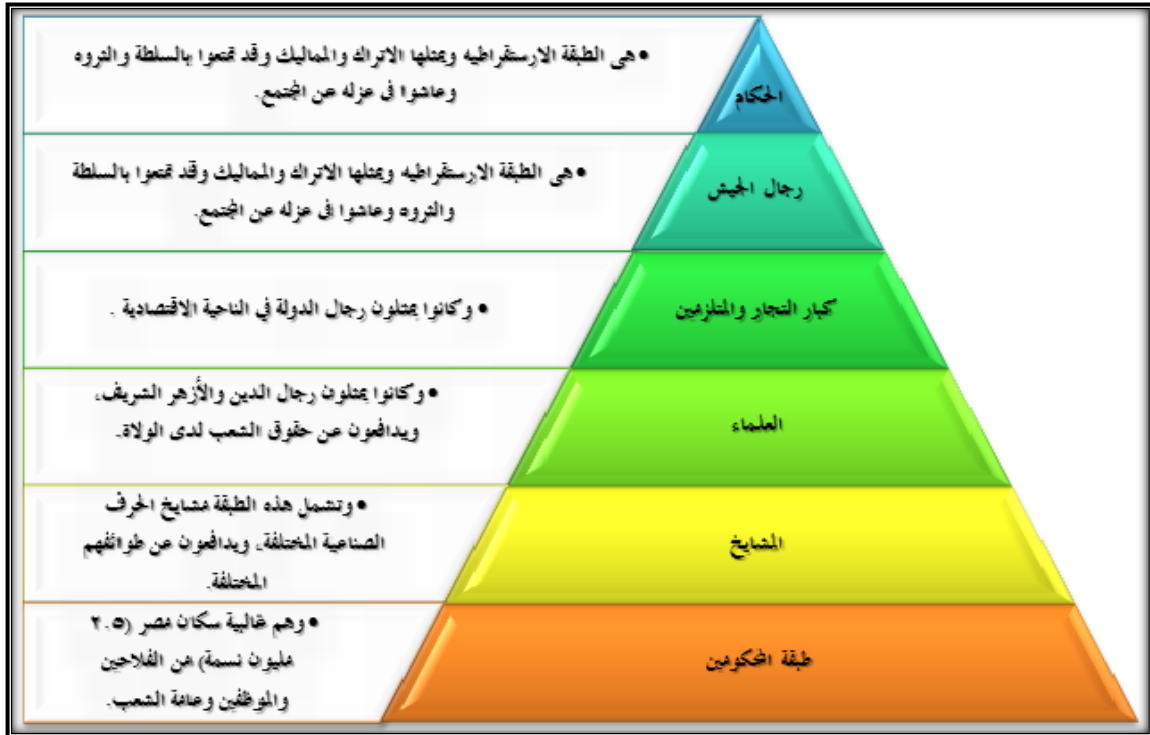 الحكام
• هى الطبقة الارستقراطيه ويمثلها الاتراك والمماليك وقد تمتعوا بالسلطة والثروه
وعاشوا فى عزله عن المجتمع.
رجال الجيش
• هى الطبقة الارستقراطيه ويمثلها الاتراك والمماليك وقد تمتعوا بالسلطة
والثروه وعاشوا فى عزله عن المجتمع.
كبار التجار والمتلزمين
• وكانوا يمثلون رجال الدولة في الناحية الاقتصادية .
العلماء
• وكانوا يمثلون رجال الدين والأزهر الشريف،
ويدافعون عن حقوق الشعب لدى الولاة.
المشايخ
• وتشمل هذه الطبقة مشايخ الحرف
الصناعية المختلفة، ويدافعون عن طوائفهم
المختلفة.
طبقة المحكومين
• وهم غالبية سكان مصر (٢.٥
مليون نسمة) من الفلاحين
والموظفين وعامة الشعب.